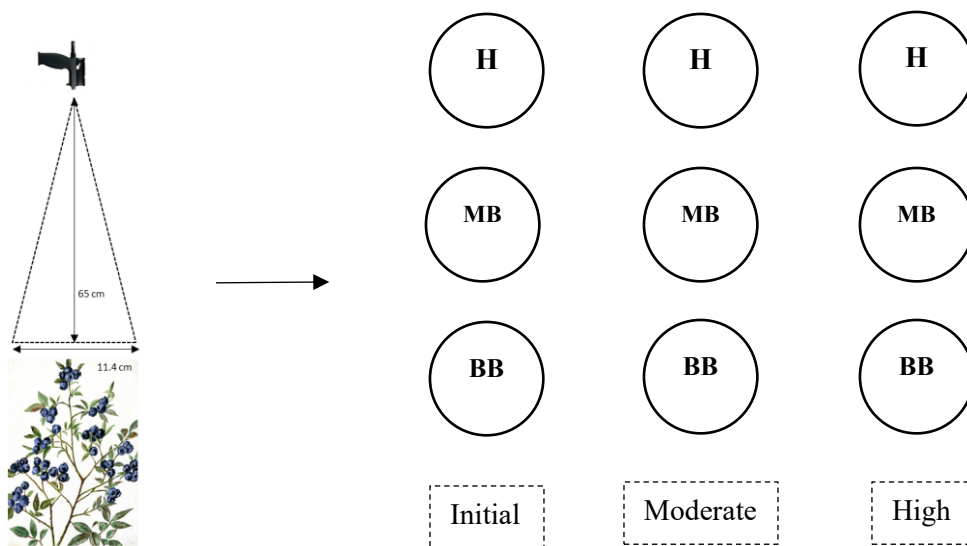 65 cm
11.4 cm
H H H
MB MB MB
BB BB BB
Initial Moderate High